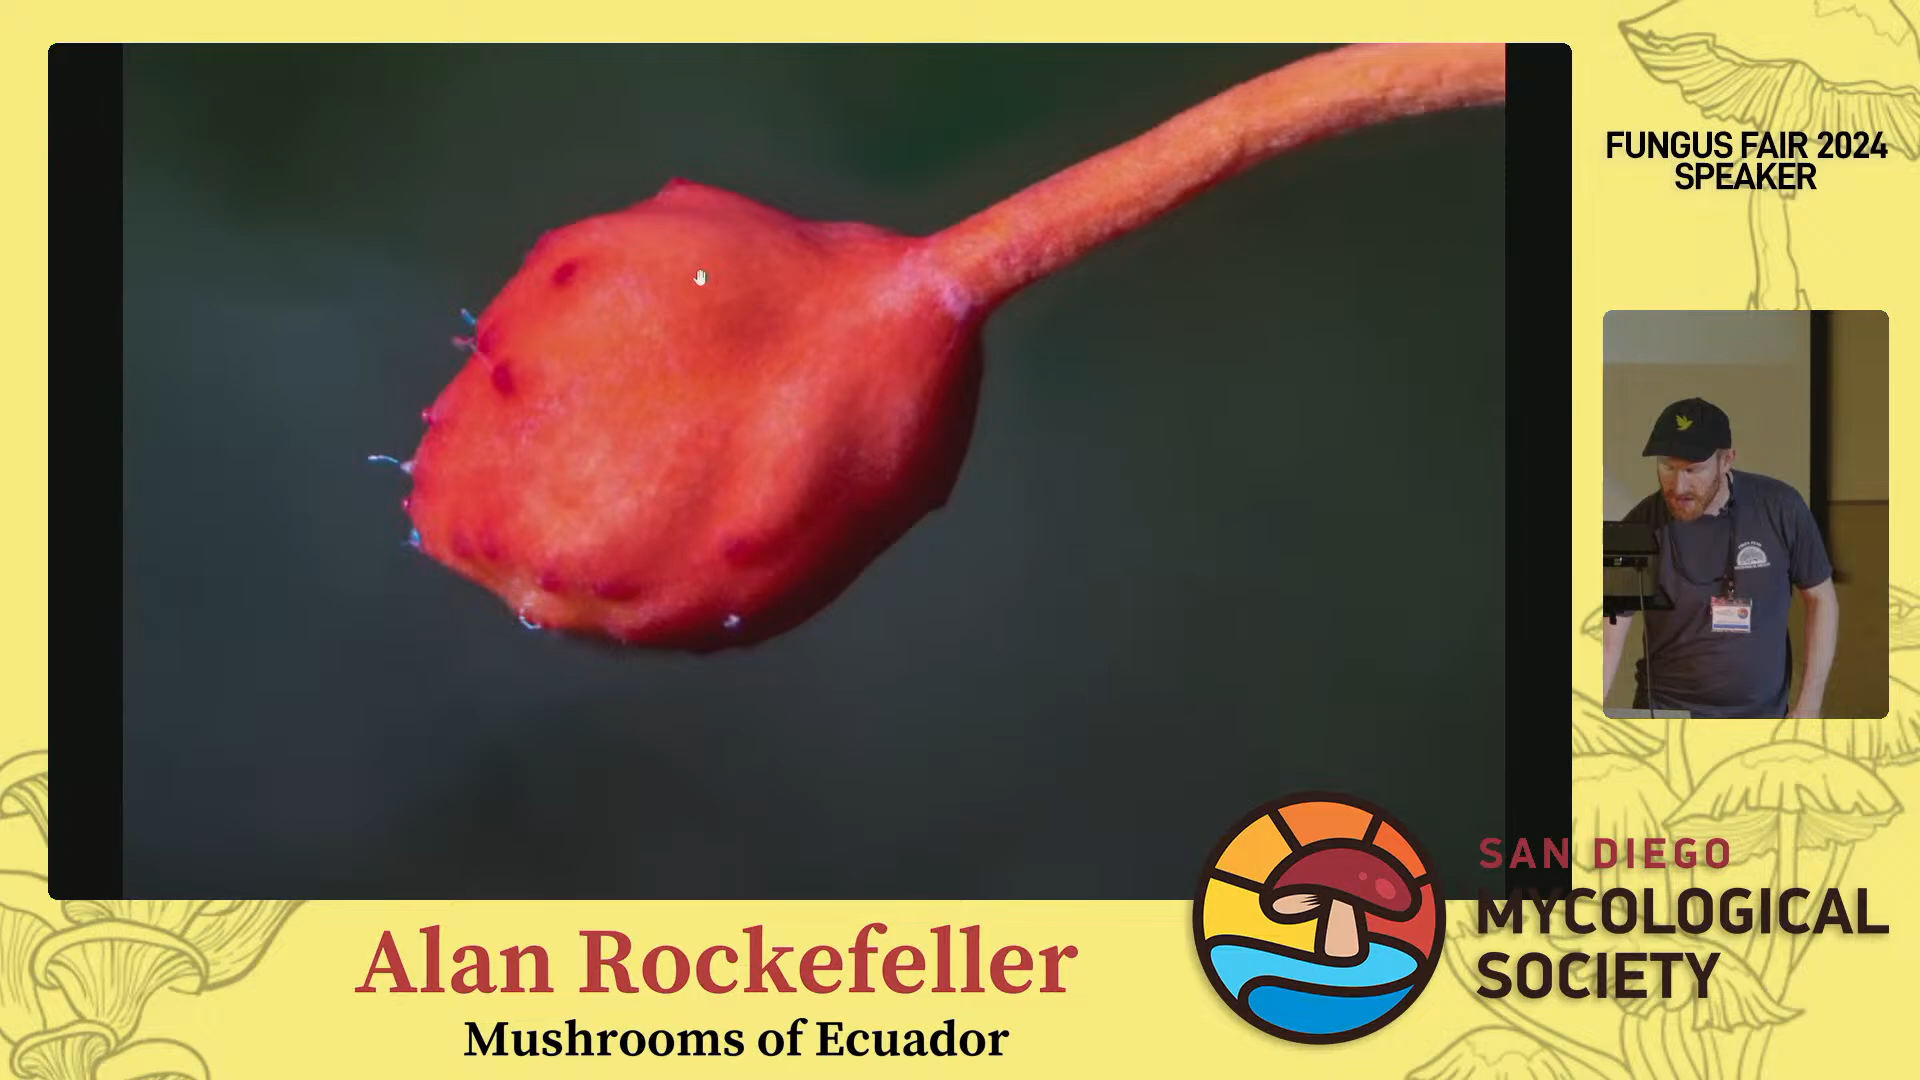 FUNGUS FAIR 2024
SPEAKER
Alan Rockefeller
Mushrooms of Ecuador
SAN DIEGO
MYCOLOGICAL
SOCIETY